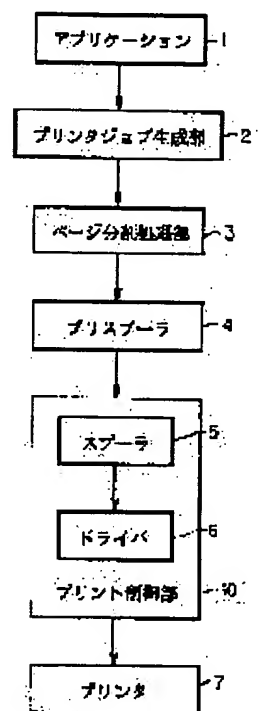 アプリケーション 1
プリンタジョブ生成部 2
ページ分割処理部 3
プリスプーラ 4
スプーラ 5
ドライバ 6
プリント制御部 10
プリンタ 7